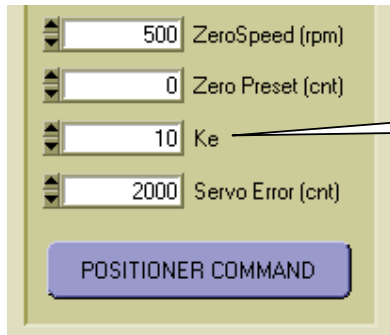 500 ZeroSpeed (rpm)
0 Zero Preset (cnt)
10 Ke
2000 Servo Error (cnt)
POSITIONER COMMAND